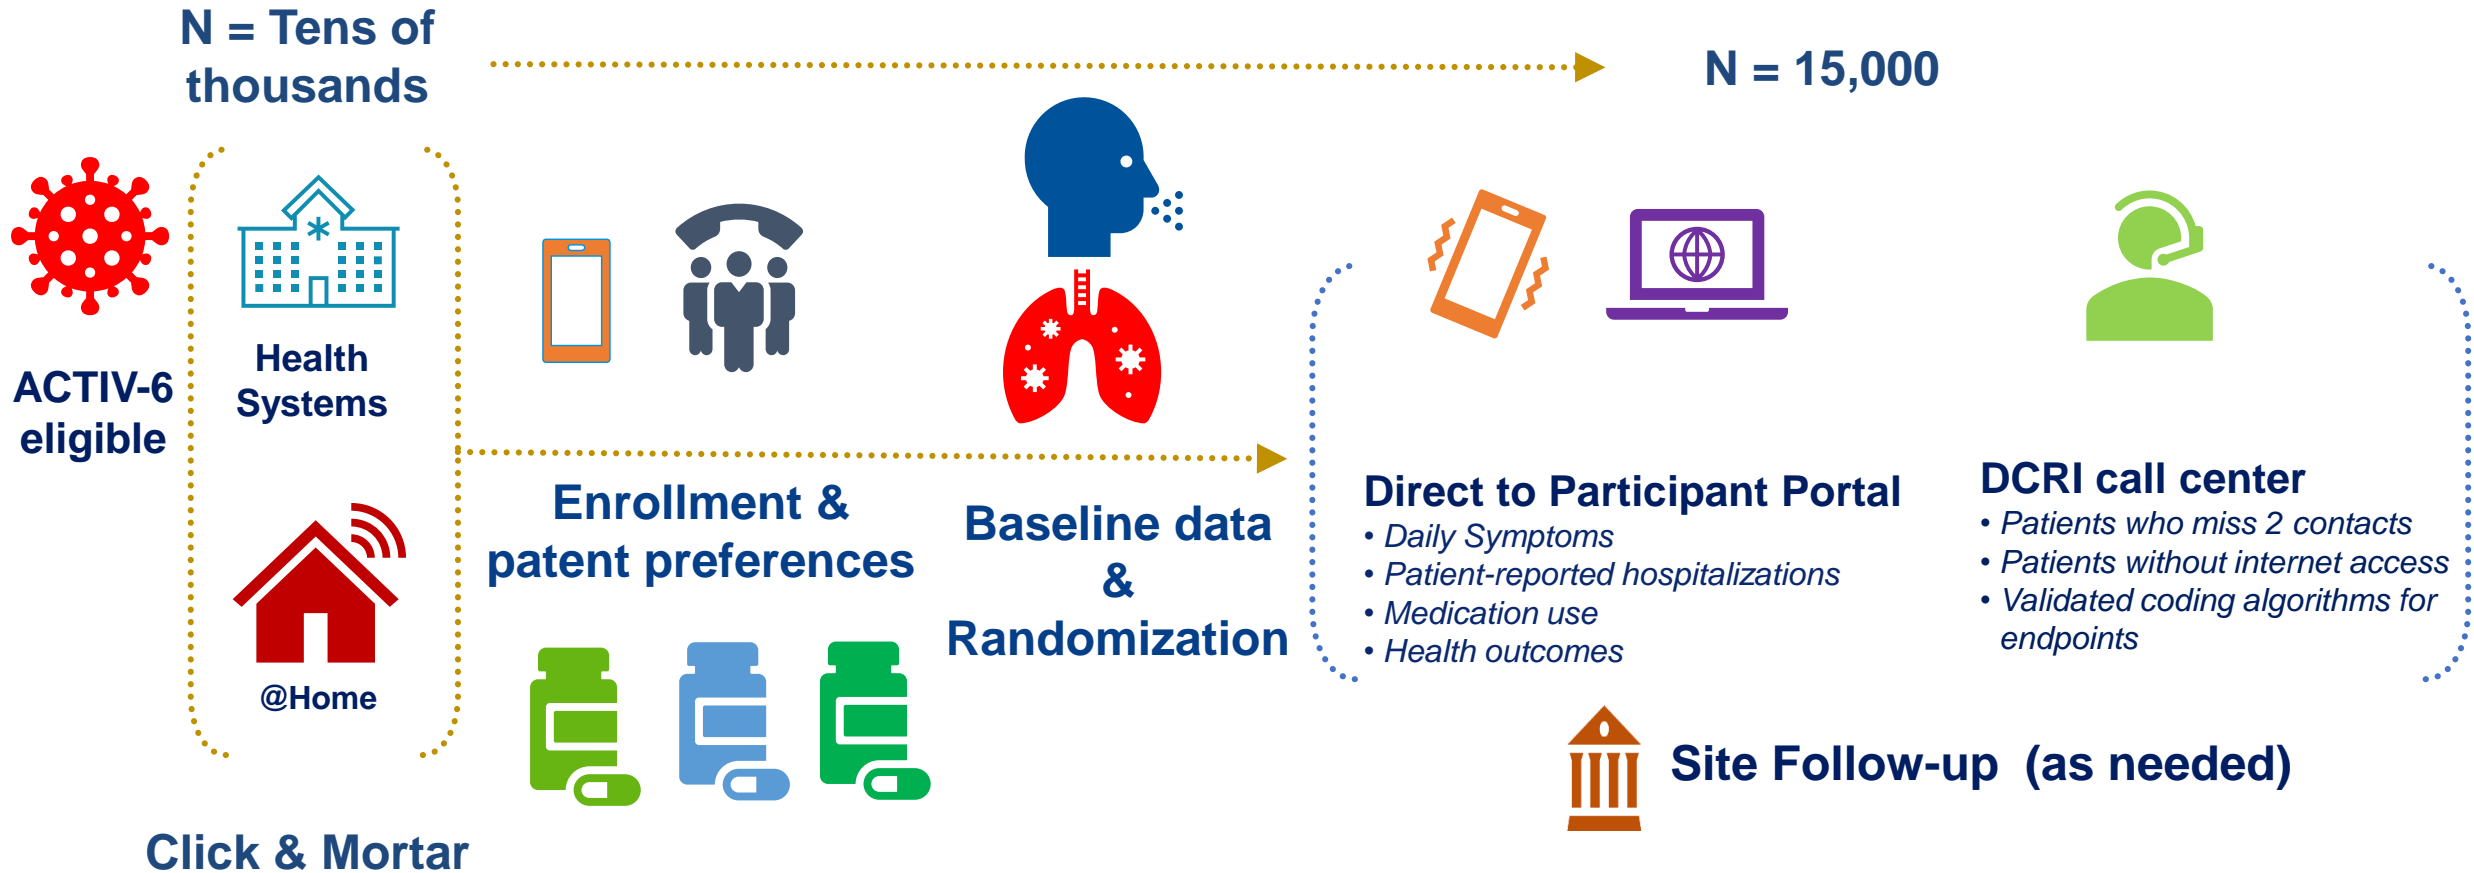 N = Tens of
thousands
N = 15,000
ACTIV-6
eligible
Health
Systems
@Home
Click & Mortar
Enrollment &
patent preferences
Baseline data
&
Randomization
Direct to Participant Portal
• Daily Symptoms
• Patient-reported hospitalizations
• Medication use
• Health outcomes
DCRI call center
• Patients who miss 2 contacts
• Patients without internet access
• Validated coding algorithms for
endpoints
Site Follow-up (as needed)